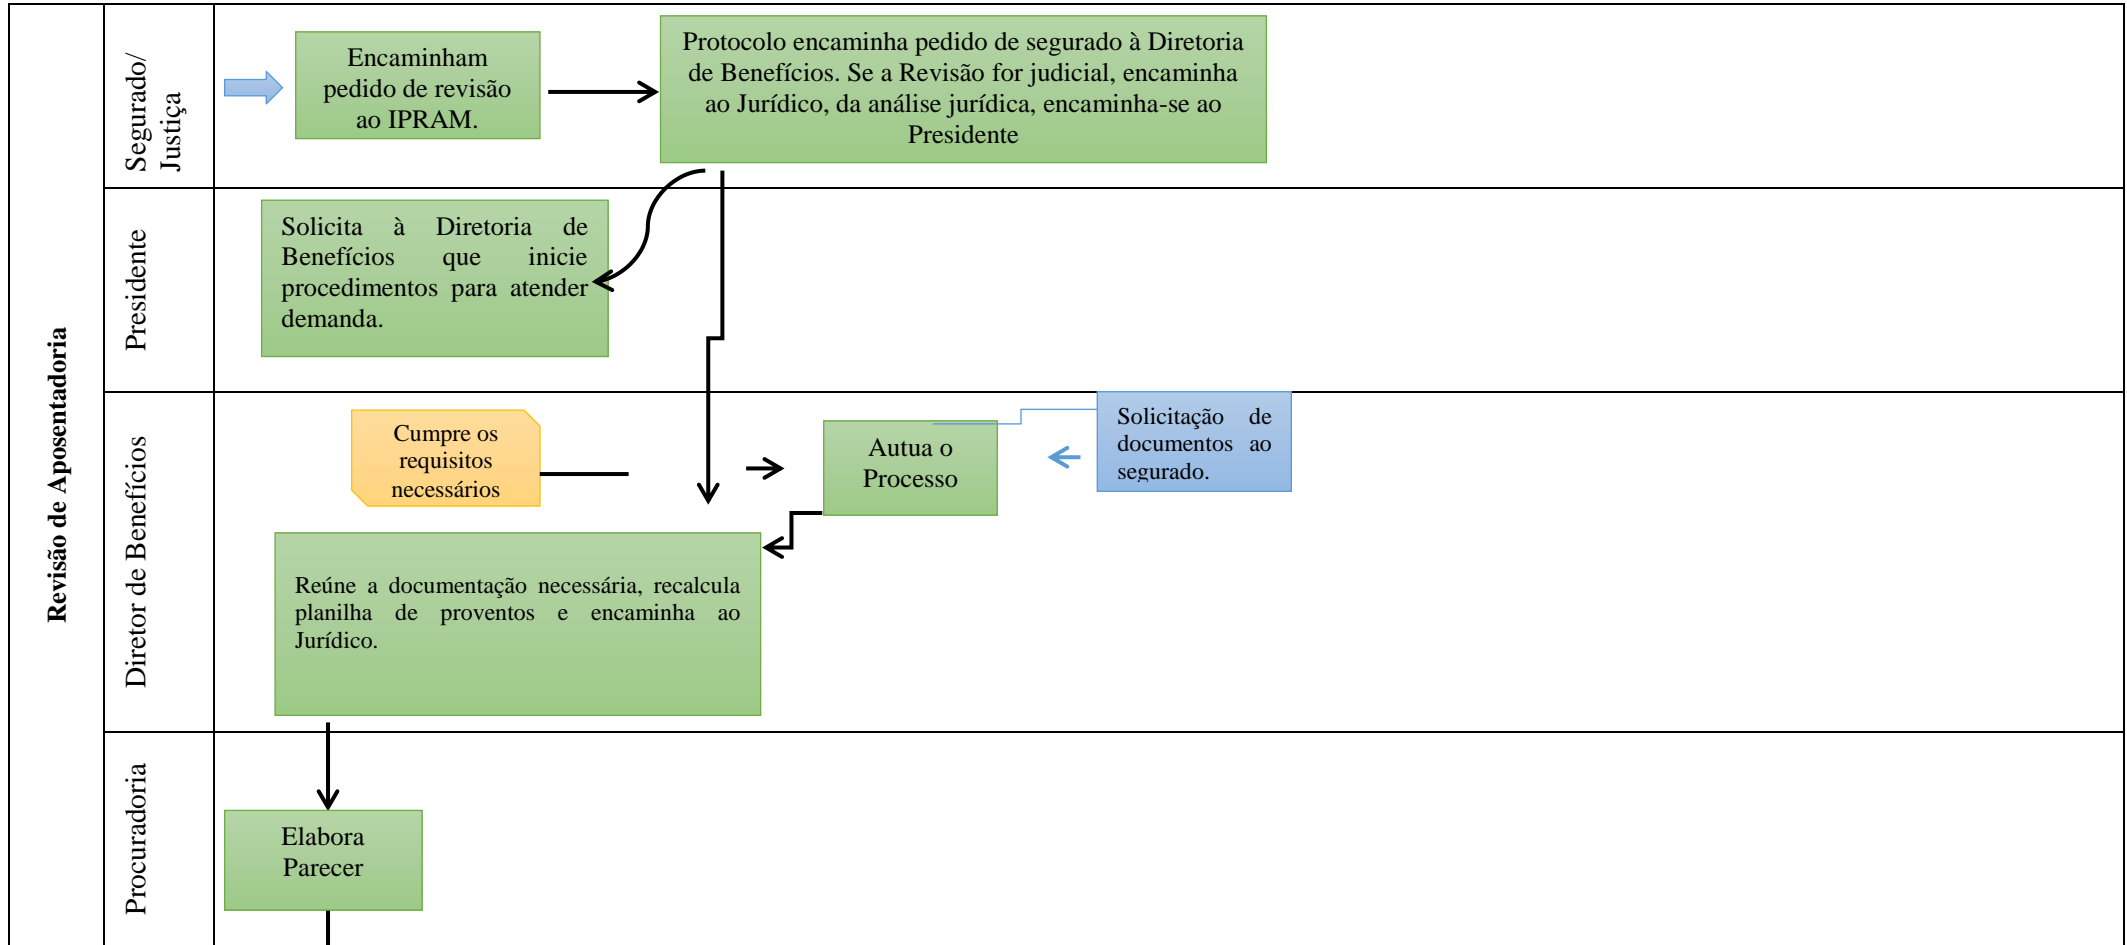 Revisão de Aposentadoria
Segurado/
Justiça
Encaminham
pedido de revisão
ao IPRAM.
Protocolo encaminha pedido de segurado à Diretoria
de Benefícios. Se a Revisão for judicial, encaminha
ao Jurídico, da análise jurídica, encaminha-se ao
Presidente
Presidente
Solicita à Diretoria de
Benefícios que inicie
procedimentos para atender
demanda.
Diretor de Benefícios
Cumpre os
requisitos
necessários
Autua o
Processo
Solicitação de
documentos ao
segurado.
Reúne a documentação necessária, recalcula
planilha de proventos e encaminha ao
Jurídico.
Procuradoria
Elabora
Parecer